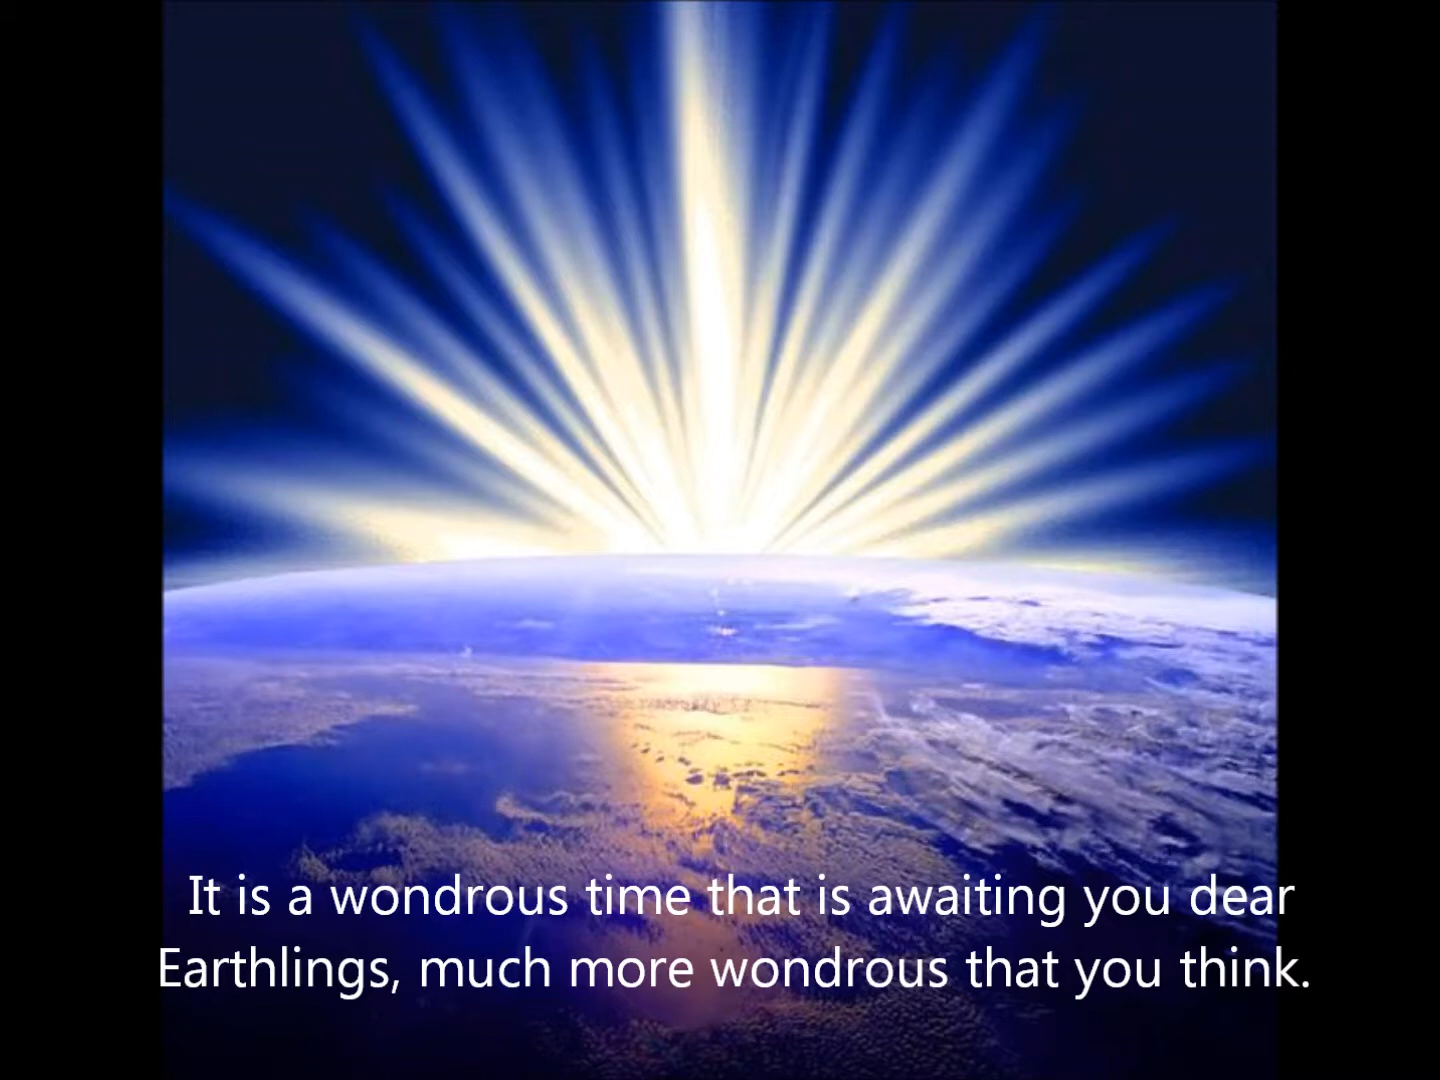 It is a wondrous time that is awaiting you dear
Earthlings, much more wondrous that you think.